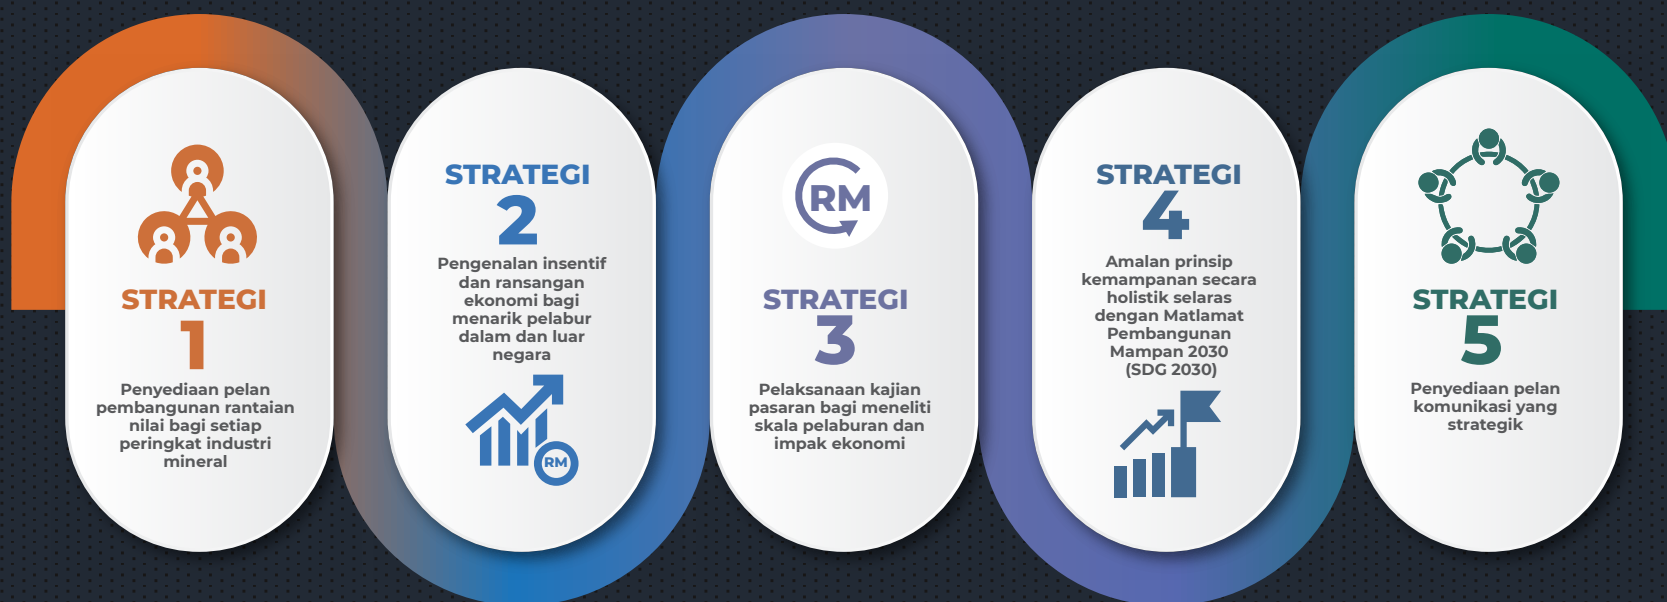 STRATEGI
1
Penyediaan pelan
pembangunan rantaian
nilai bagi setiap
peringkat industri
mineral
STRATEGI
2
Pengenalan insentif
dan ransangan
ekonomi bagi
menarik pelabur
dalam dan luar
negara
RM
RM
STRATEGI
3
Pelaksanaan kajian
pasaran bagi meneliti
skala pelaburan dan
impak ekonomi
STRATEGI
4
Amalan prinsip
kemampanan secara
holistik selaras
dengan Matlamat
Pembangunan
Mampan 2030
(SDG 2030)
STRATEGI
5
Penyediaan pelan
komunikasi yang
strategik